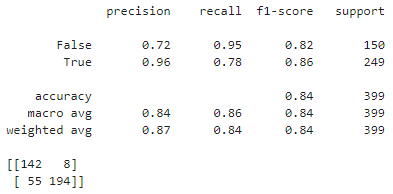 precision recall f1-score support
False 0.72 0.95 0.82 150
True 0.96 0.78 0.86 249
accuracy 0.84 399
macro avg 0.84 0.86 0.84 399
weighted avg 0.87 0.84 0.84 399
[[142 8]
[ 55 194]]